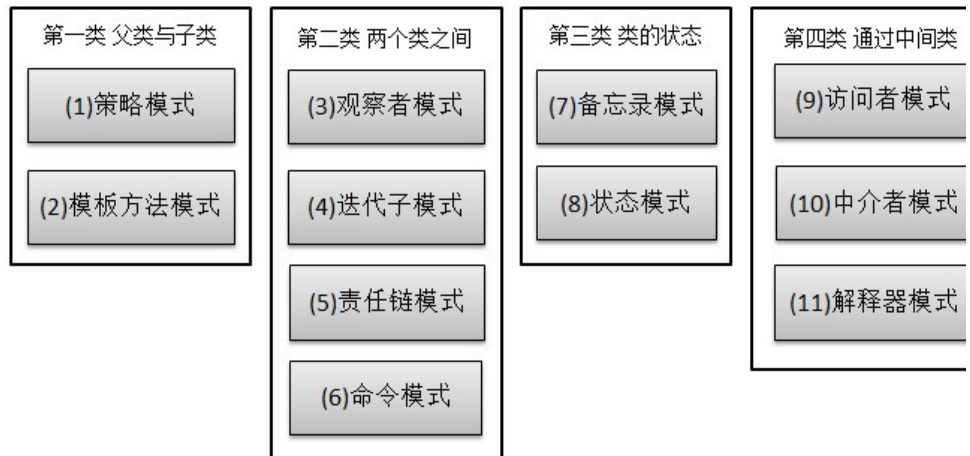 第一类 父类与子类
(1)策略模式
(2)模板方法模式
第二类 两个类之间
(3)观察者模式
(4)迭代子模式
(5)责任链模式
(6)命令模式
第三类 类的状态
(7)备忘录模式
(8)状态模式
第四类 通过中间类
(9)访问者模式
(10)中介者模式
(11)解释器模式